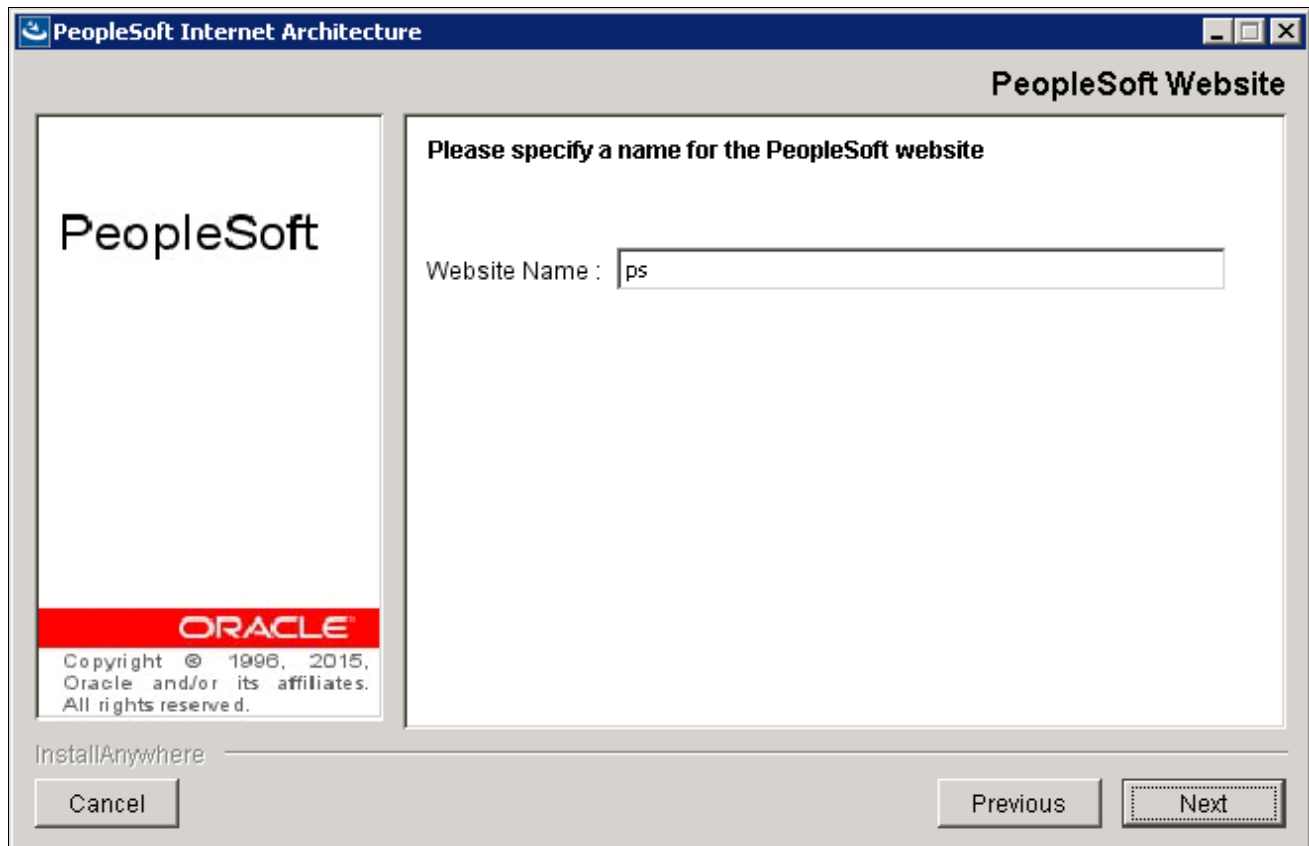 PeopleSoft Internet Architecture
PeopleSoft Website
PeopleSoft
ORACLE
Copyright © 1996, 2015,
Oracle and/or its affiliates.
All rights reserved.
Please specify a name for the PeopleSoft website
Website Name : ps
InstallAnywhere
Cancel
Previous
Next